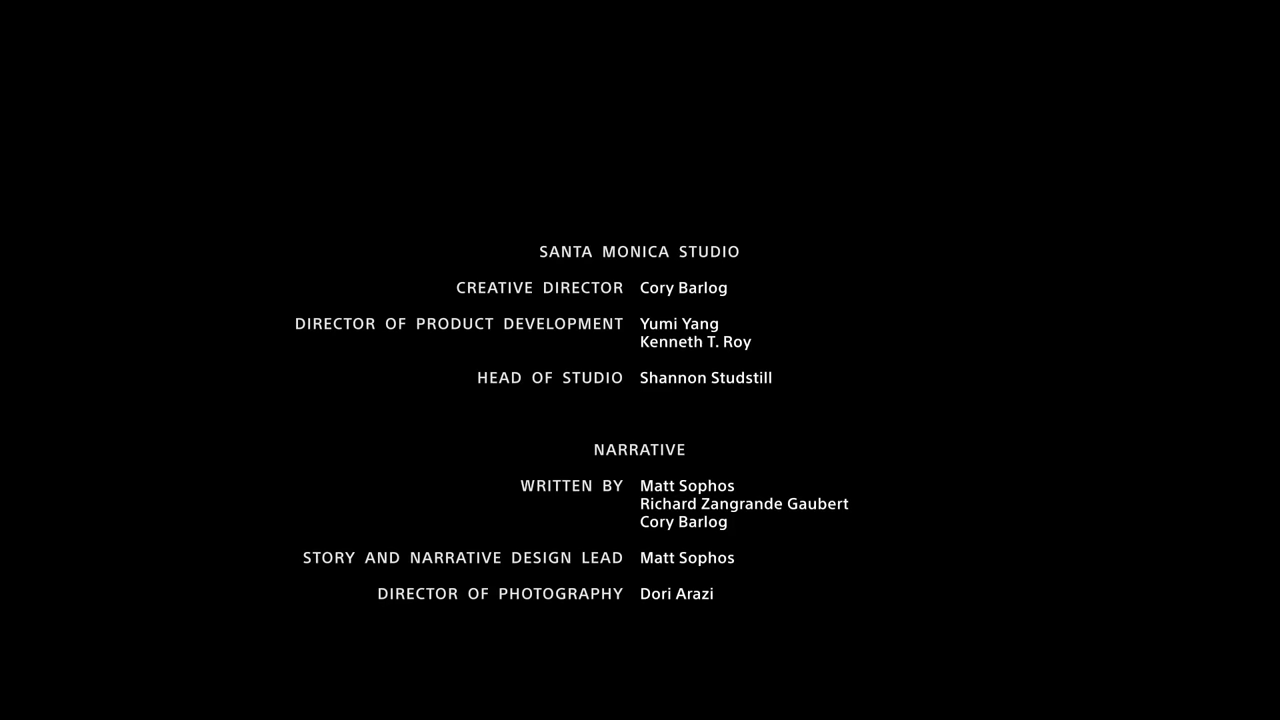 SANTA MONICA STUDIO
CREATIVE DIRECTOR Cory Barlog
DIRECTOR OF PRODUCT DEVELOPMENT Yumi Yang
Kenneth T. Roy
HEAD OF STUDIO Shannon Studstill
NARRATIVE
WRITTEN BY Matt Sophos
Richard Zangrande Gaubert
Cory Barlog
STORY AND NARRATIVE DESIGN LEAD Matt Sophos
DIRECTOR OF PHOTOGRAPHY Dori Arazi